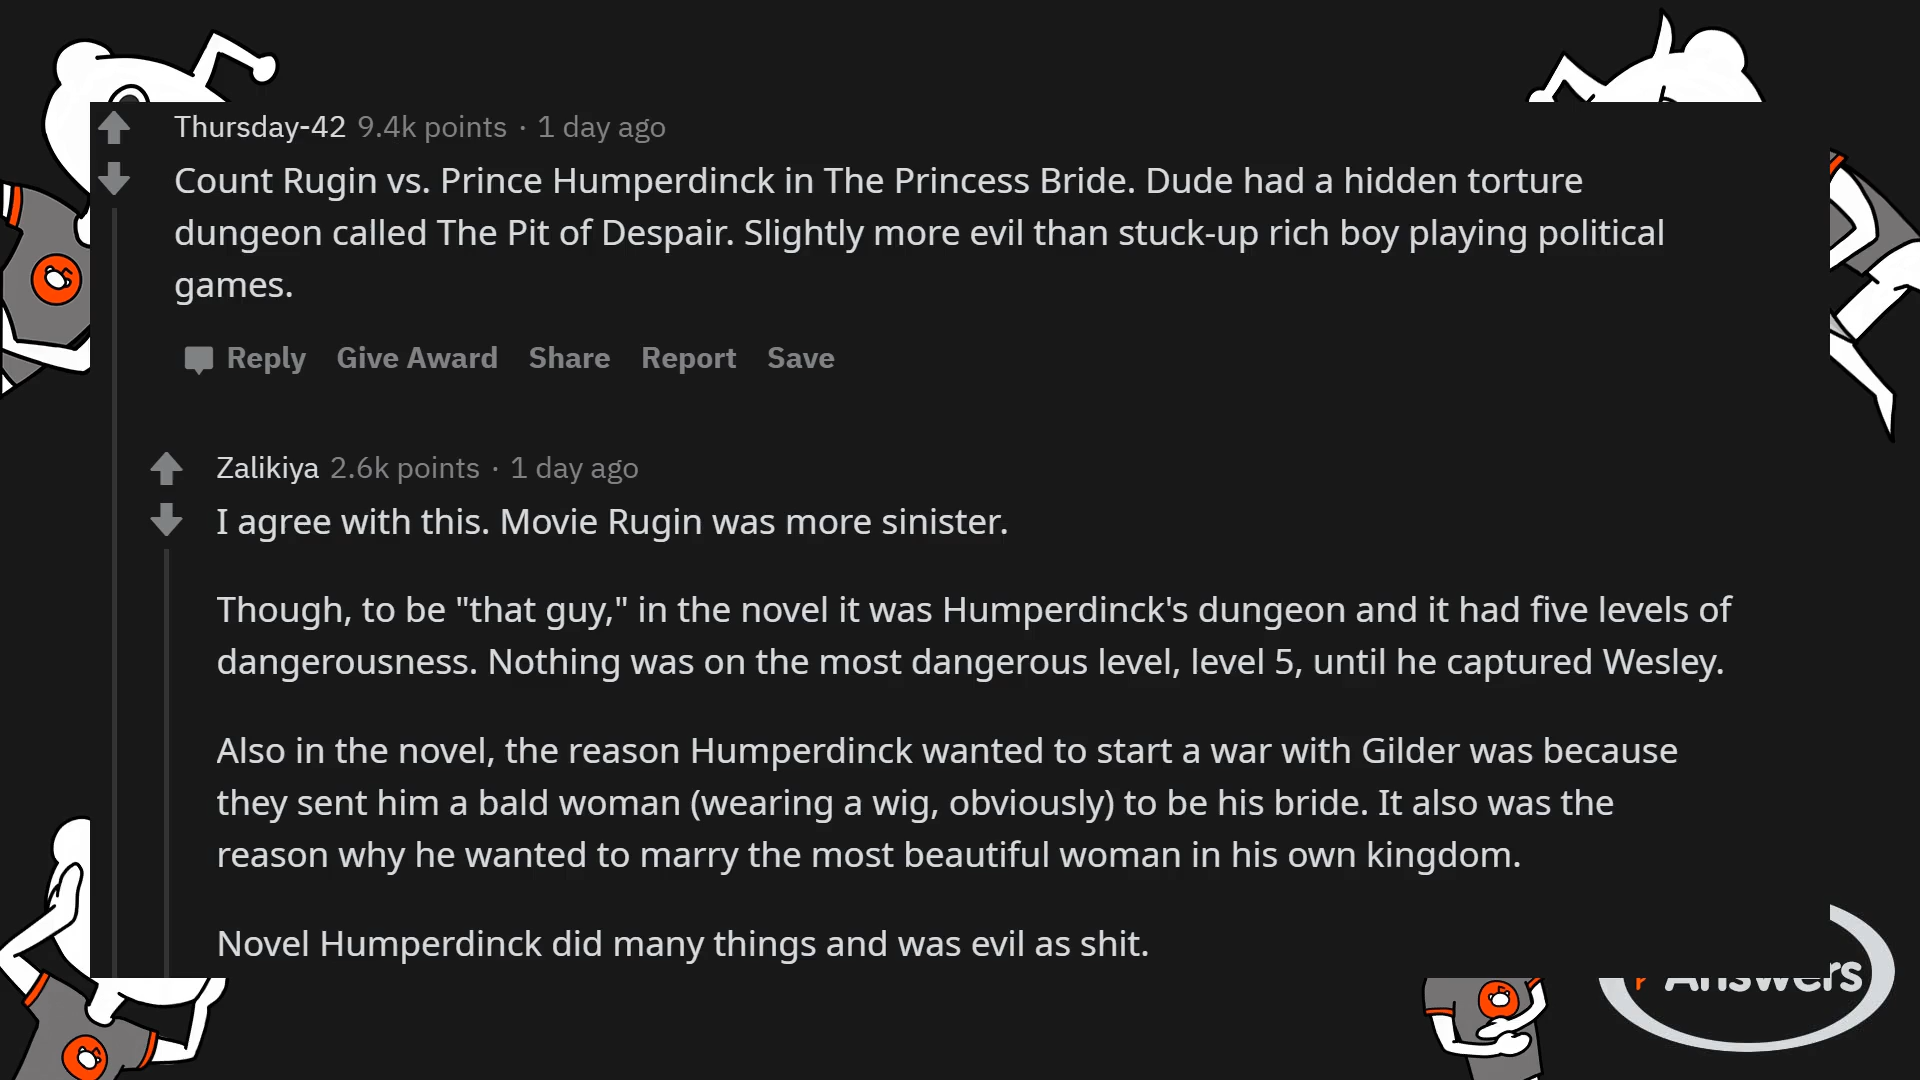 Thursday-42 9.4k points · 1 day ago
Count Rugin vs. Prince Humperdinck in The Princess Bride. Dude had a hidden torture
dungeon called The Pit of Despair. Slightly more evil than stuck-up rich boy playing political
games.
Reply Give Award Share Report Save
Zalikiya 2.6k points · 1 day ago
I agree with this. Movie Rugin was more sinister.
Though, to be "that guy," in the novel it was Humperdinck's dungeon and it had five levels of
dangerousness. Nothing was on the most dangerous level, level 5, until he captured Wesley.
Also in the novel, the reason Humperdinck wanted to start a war with Gilder was because
they sent him a bald woman (wearing a wig, obviously) to be his bride. It also was the
reason why he wanted to marry the most beautiful woman in his own kingdom.
Novel Humperdinck did many things and was evil as shit.
r Answers